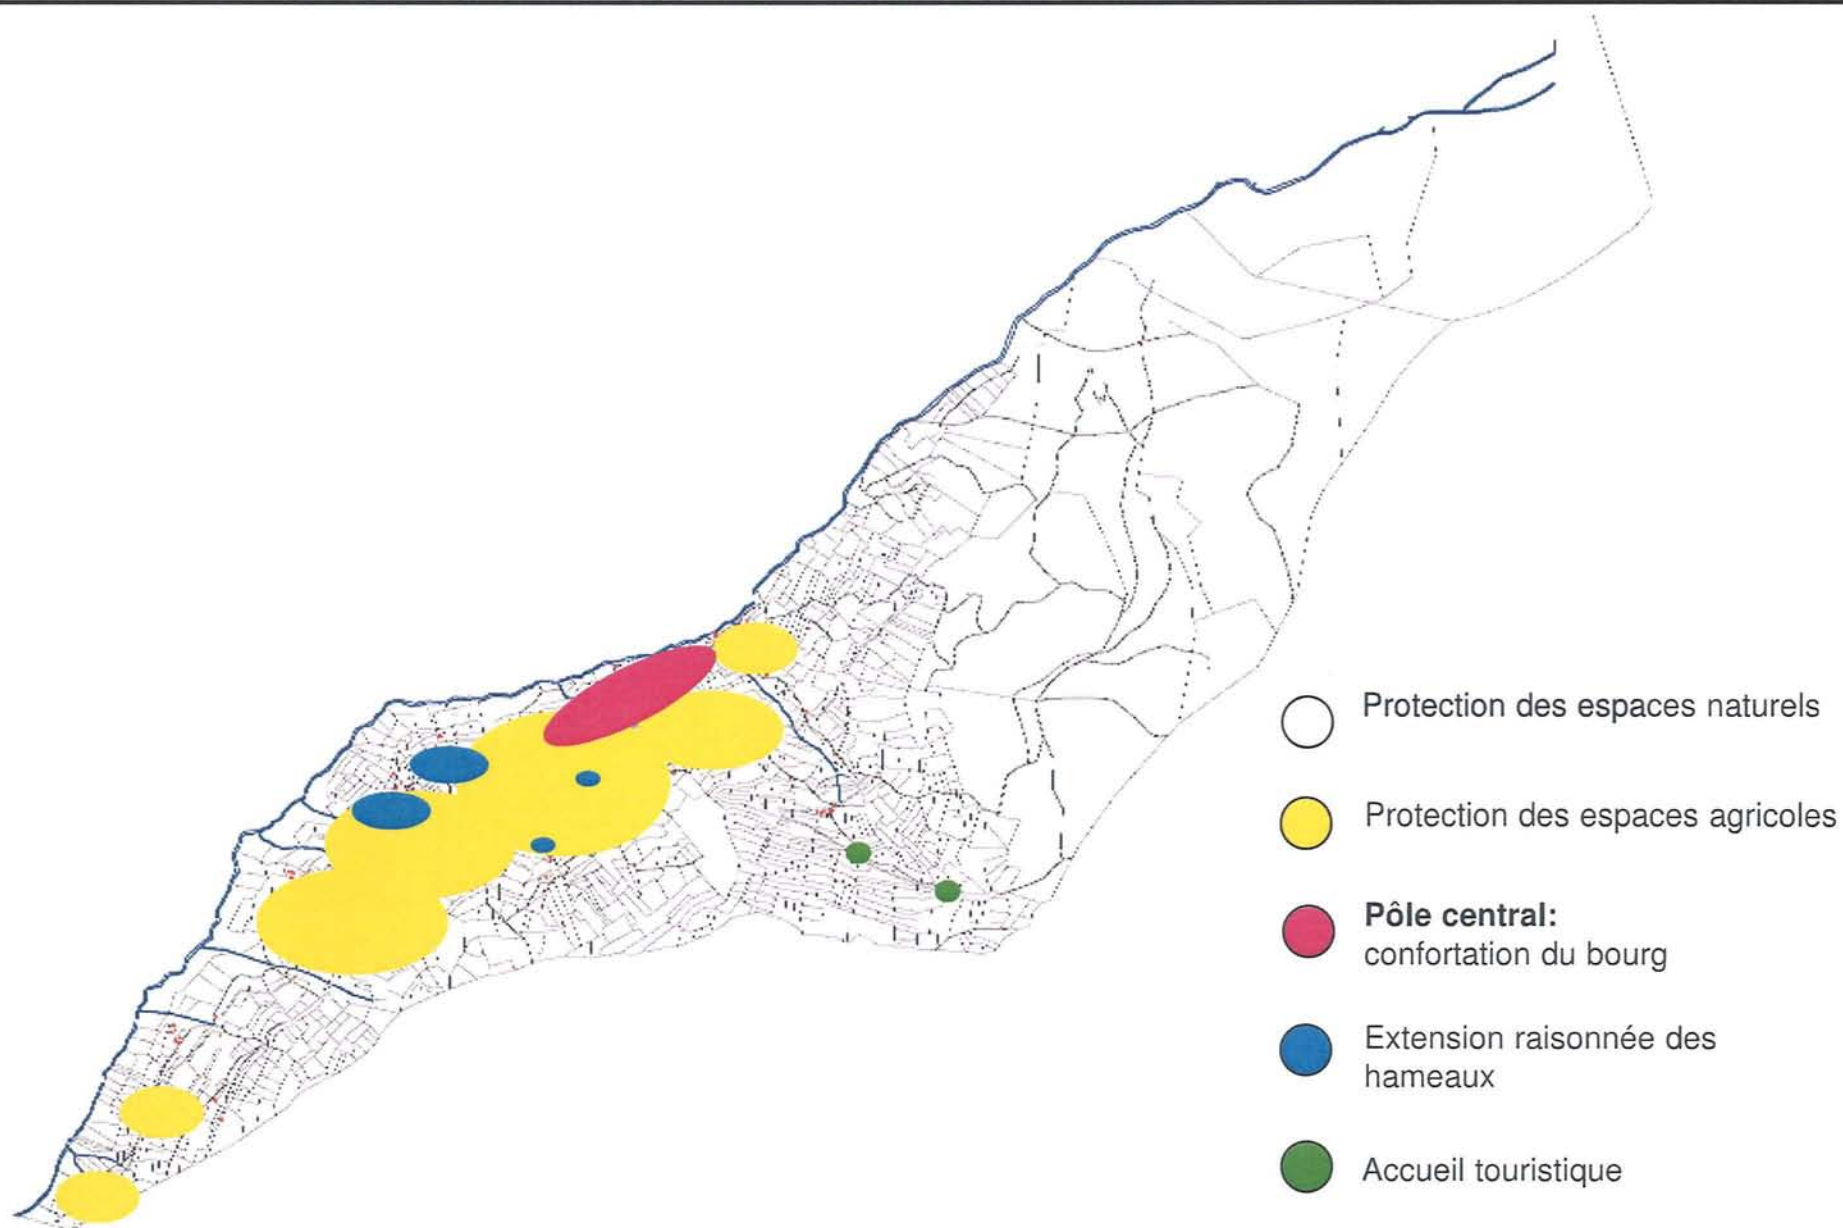 Protection des espaces naturels
Protection des espaces agricoles
Pôle central:
confortation du bourg
Extension raisonnée des
hameaux
Accueil touristique